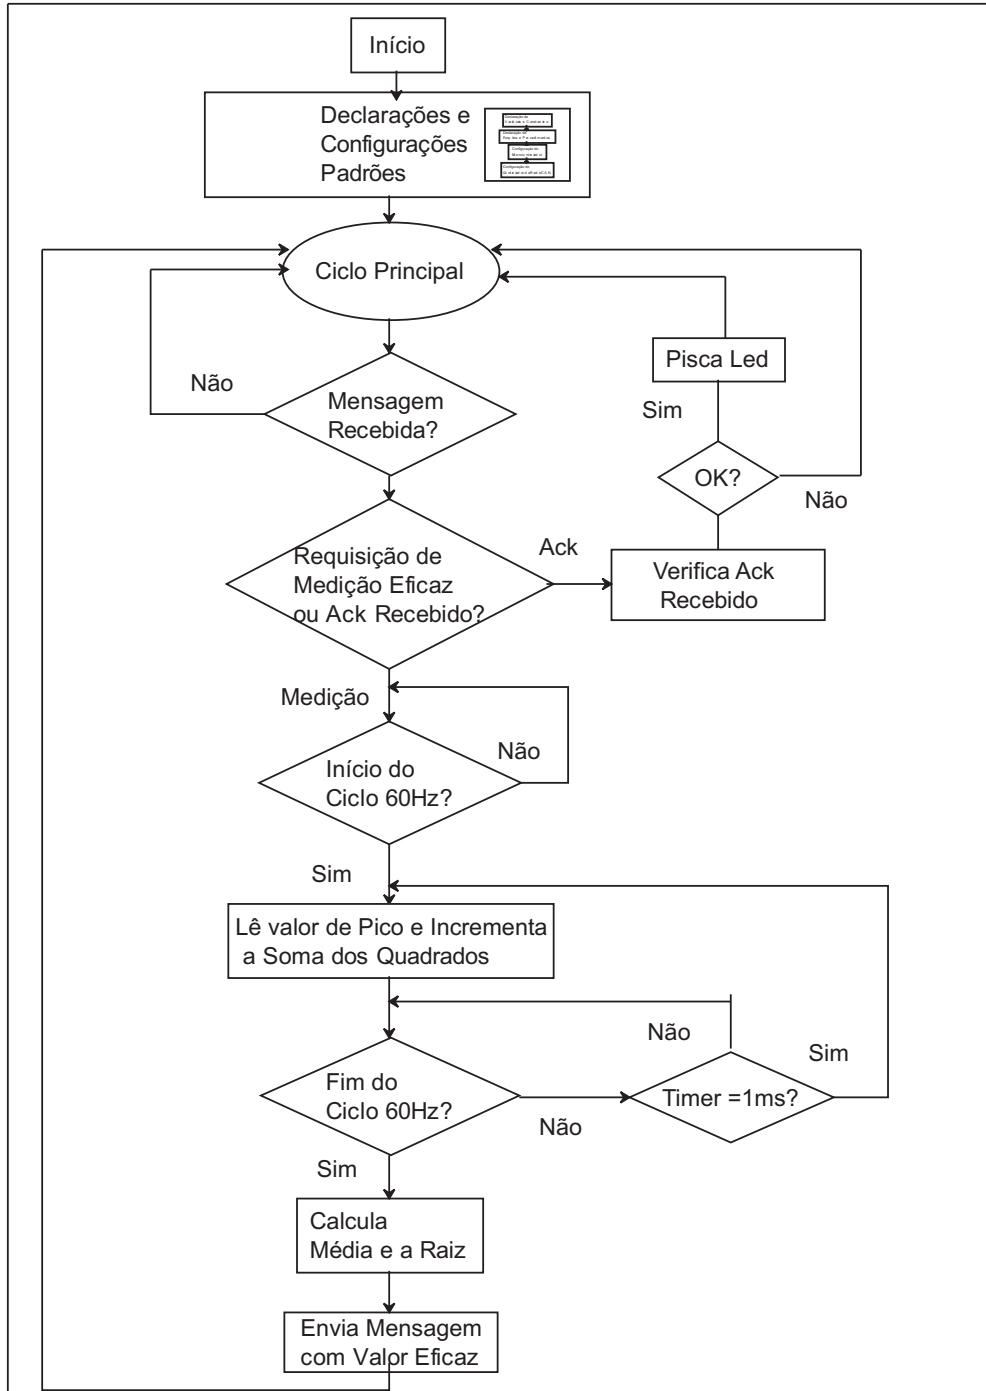 Início
Declarações e
Configurações
Padrões
Ciclo Principal
Não
Mensagem
Recebida?
Pisca Led
Sim
OK?
Não
Requisição de
Medição Eficaz
ou Ack Recebido?
Ack
Verifica Ack
Recebido
Medição
Não
Início do
Ciclo 60Hz?
Sim
Lê valor de Pico e Incrementa
a Soma dos Quadrados
Não
Sim
Fim do
Ciclo 60Hz?
Timer =1ms?
Não
Sim
Calcula
Média e a Raiz
Envia Mensagem
com Valor Eficaz